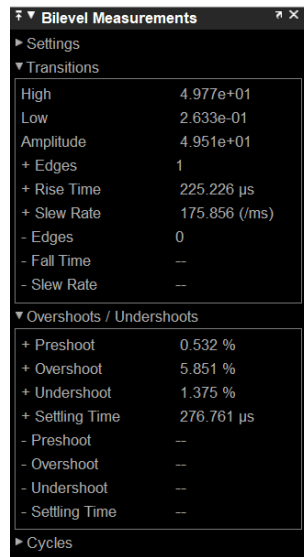 Bilevel Measurements
Settings
Transitions
High 4.977e+01
Low 2.633e-01
Amplitude 4.951e+01
+ Edges 1
+ Rise Time 225.226 µs
+ Slew Rate 175.856 (/ms)
- Edges 0
- Fall Time --
- Slew Rate --
Overshoots / Undershoots
+ Preshoot 0.532 %
+ Overshoot 5.851 %
+ Undershoot 1.375 %
+ Settling Time 276.761 µs
- Preshoot --
- Overshoot --
- Undershoot --
- Settling Time --
Cycles